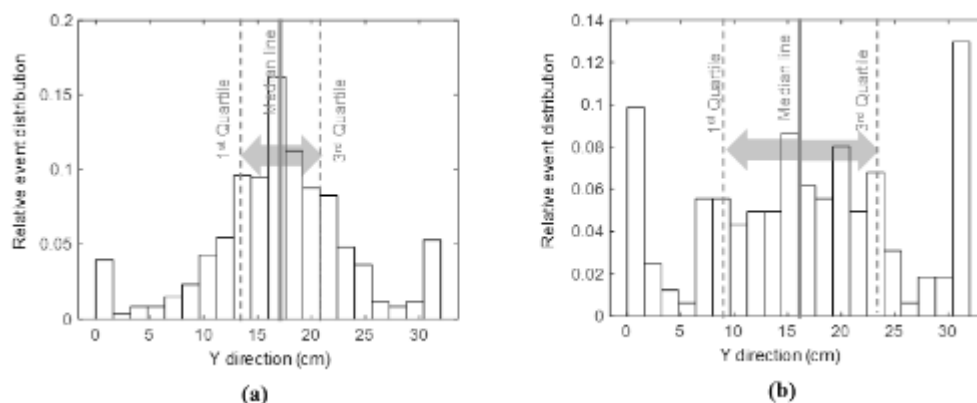 0.2
0.15
0.1
0.05
0
Relative event distribution
1st Quartile
Median line
3rd Quartile
0 5 10 15 20 25 30
Y direction (cm)
(a)
0.14
0.12
0.1
0.08
0.06
0.04
0.02
0
Relative event distribution
1st Quartile
Median line
3rd Quartile
0 5 10 15 20 25 30
Y direction (cm)
(b)